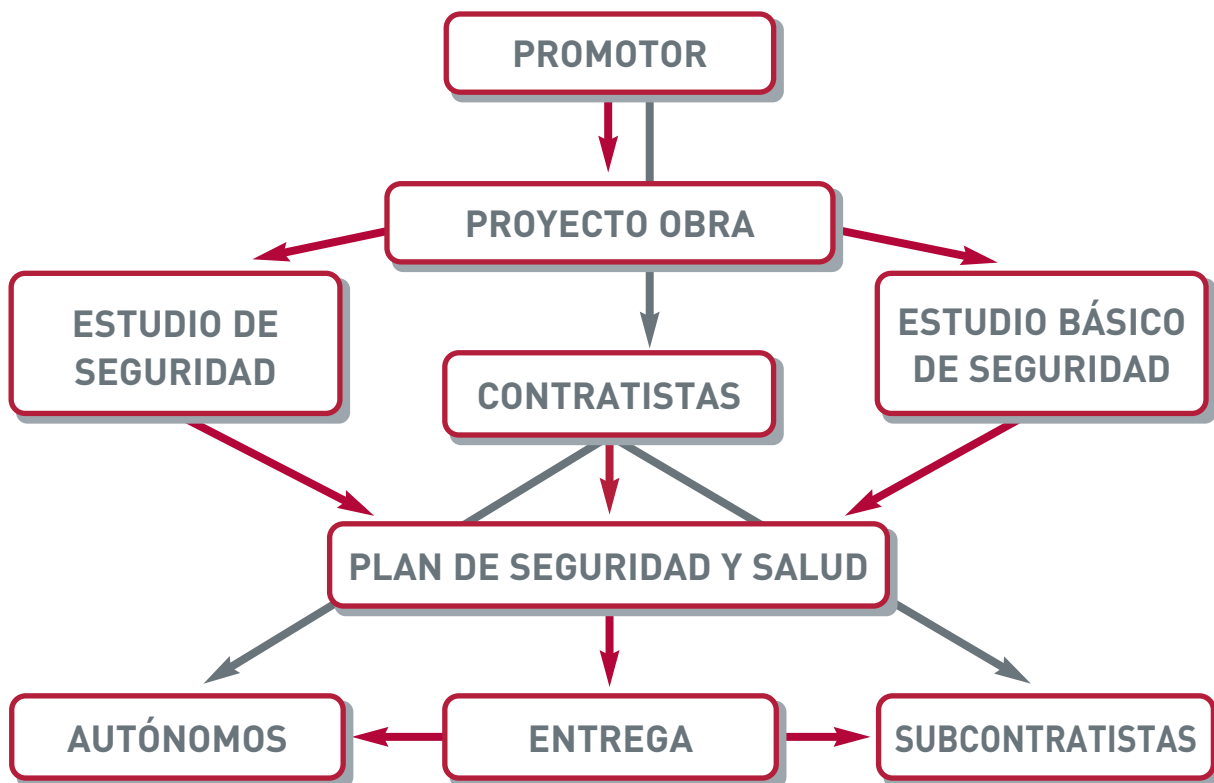 PROMOTOR
PROYECTO OBRA
ESTUDIO DE
SEGURIDAD
ESTUDIO BÁSICO
DE SEGURIDAD
CONTRATISTAS
PLAN DE SEGURIDAD Y SALUD
AUTÓNOMOS
ENTREGA
SUBCONTRATISTAS